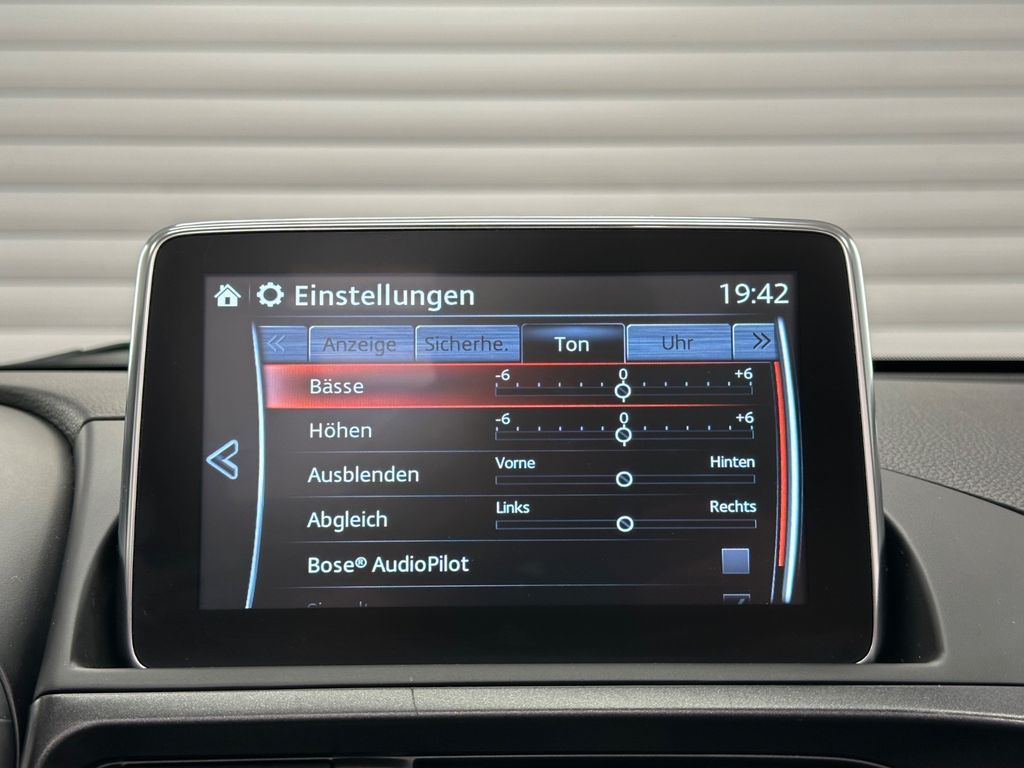 Einstellungen 19:42
Anzeige Sicherhe. Ton Uhr
Bässe -6 0 +6
Höhen -6 0 +6
Ausblenden Vorne Hinten
Abgleich Links Rechts
Bose® AudioPilot